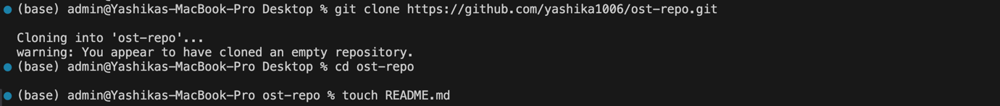 (base) admin@Yashikas-MacBook-Pro Desktop % git clone https://github.com/yashika1006/ost-repo.git
Cloning into 'ost-repo'...
warning: You appear to have cloned an empty repository.
(base) admin@Yashikas-MacBook-Pro Desktop % cd ost-repo
(base) admin@Yashikas-MacBook-Pro ost-repo % touch README.md